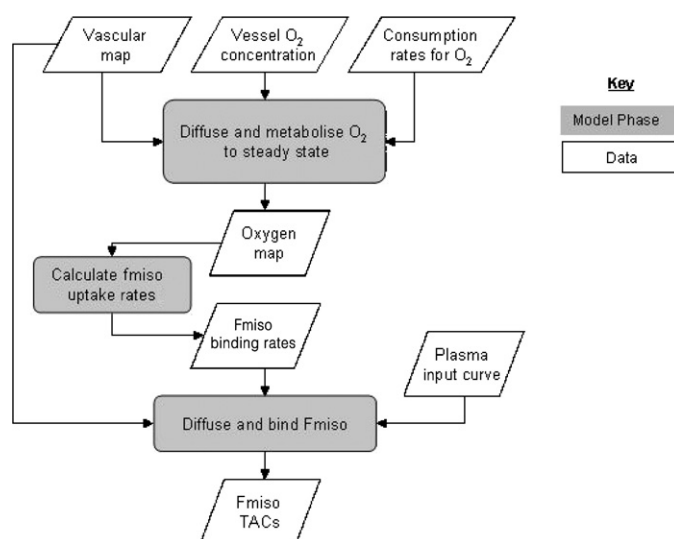 Vascular
map
Vessel O₂
concentration
Consumption
rates for O₂
Key
Model Phase
Data
Diffuse and metabolise O₂
to steady state
Oxygen
map
Calculate fmiso
uptake rates
Fmiso
binding rates
Plasma
input curve
Diffuse and bind Fmiso
Fmiso
TACs